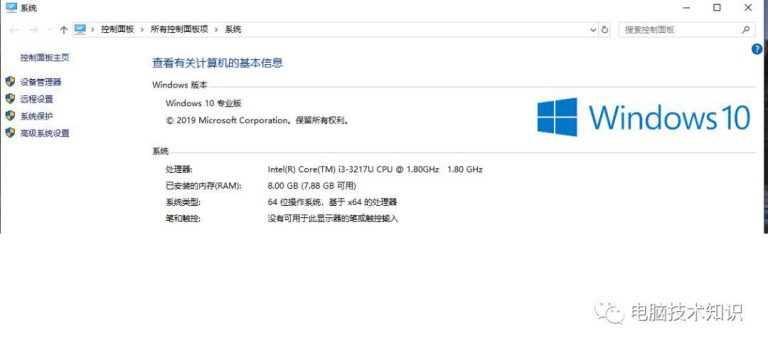 系统
控制面板 > 所有控制面板项 > 系统
搜索控制面板
?
控制面板主页
设备管理器
远程设置
系统保护
高级系统设置
查看有关计算机的基本信息
Windows 版本
Windows 10 专业版
© 2019 Microsoft Corporation。保留所有权利。
Windows 10
系统
处理器: Intel(R) Core(TM) i3-3217U CPU @ 1.80GHz 1.80 GHz
已安装的内存(RAM): 8.00 GB (7.88 GB 可用)
系统类型: 64 位操作系统，基于 x64 的处理器
笔和触控: 没有可用于此显示器的笔或触控输入
电脑技术知识